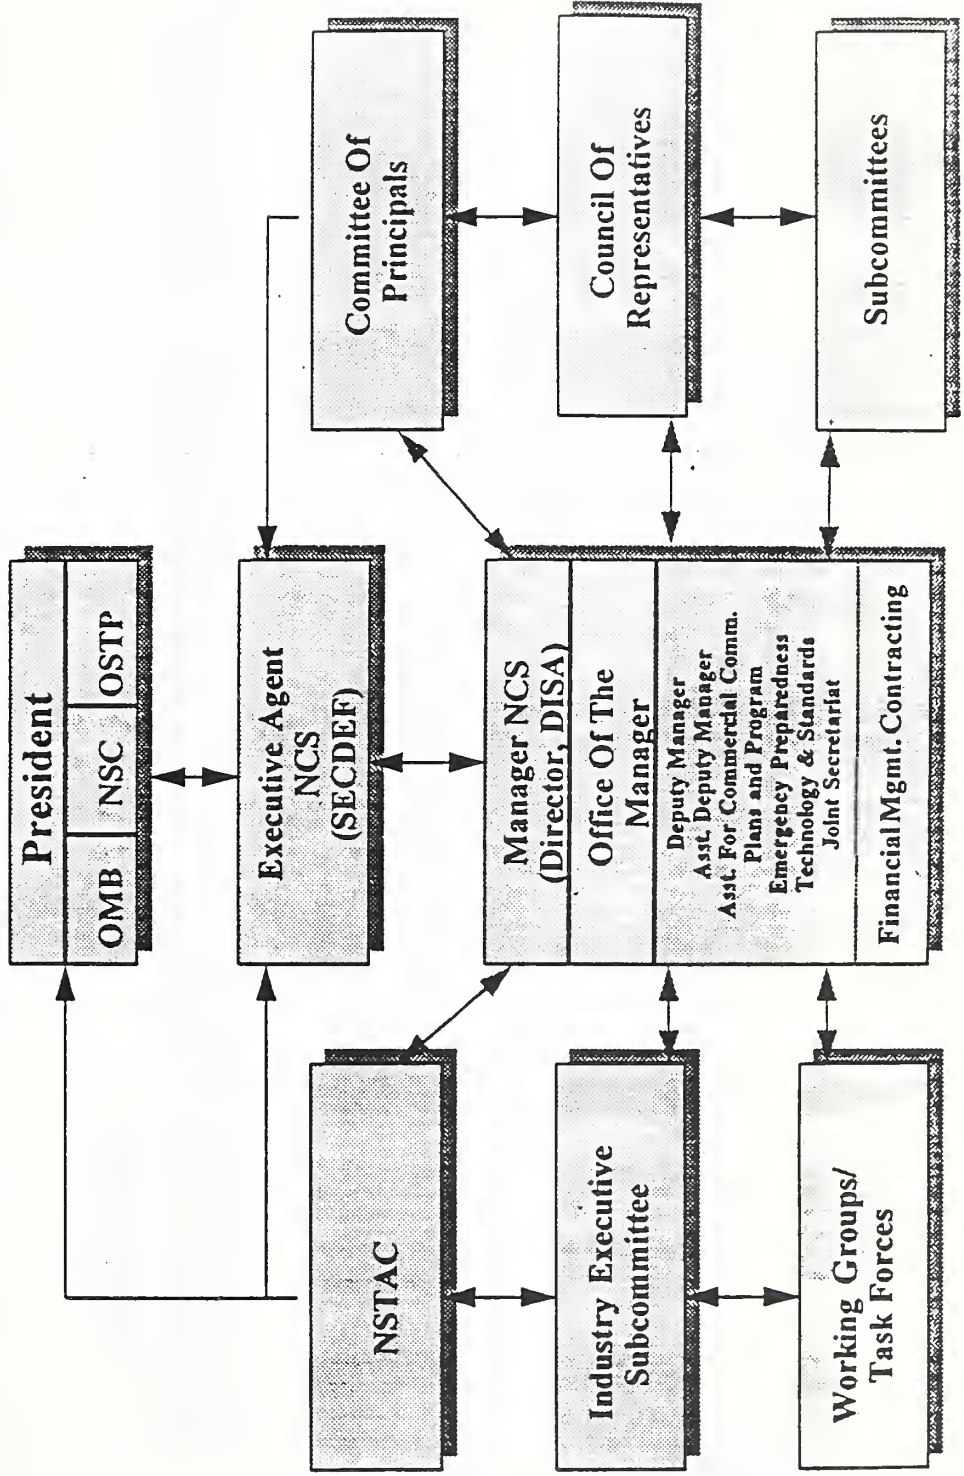 President
OMB NSC OSTP
Executive Agent
NCS
(SECDEF)
NSTAC
Committee Of
Principals
Manager NCS
(Director, DISA)
Office Of The
Manager
Industry Executive
Subcommittee
Council Of
Representatives
Deputy Manager
Asst. Deputy Manager
Asst. For Commercial Comm.
Plans and Program
Emergency Preparedness
Technology & Standards
Joint Secretariat
Financial Mgmt. Contracting
Working Groups/
Task Forces
Subcommittees